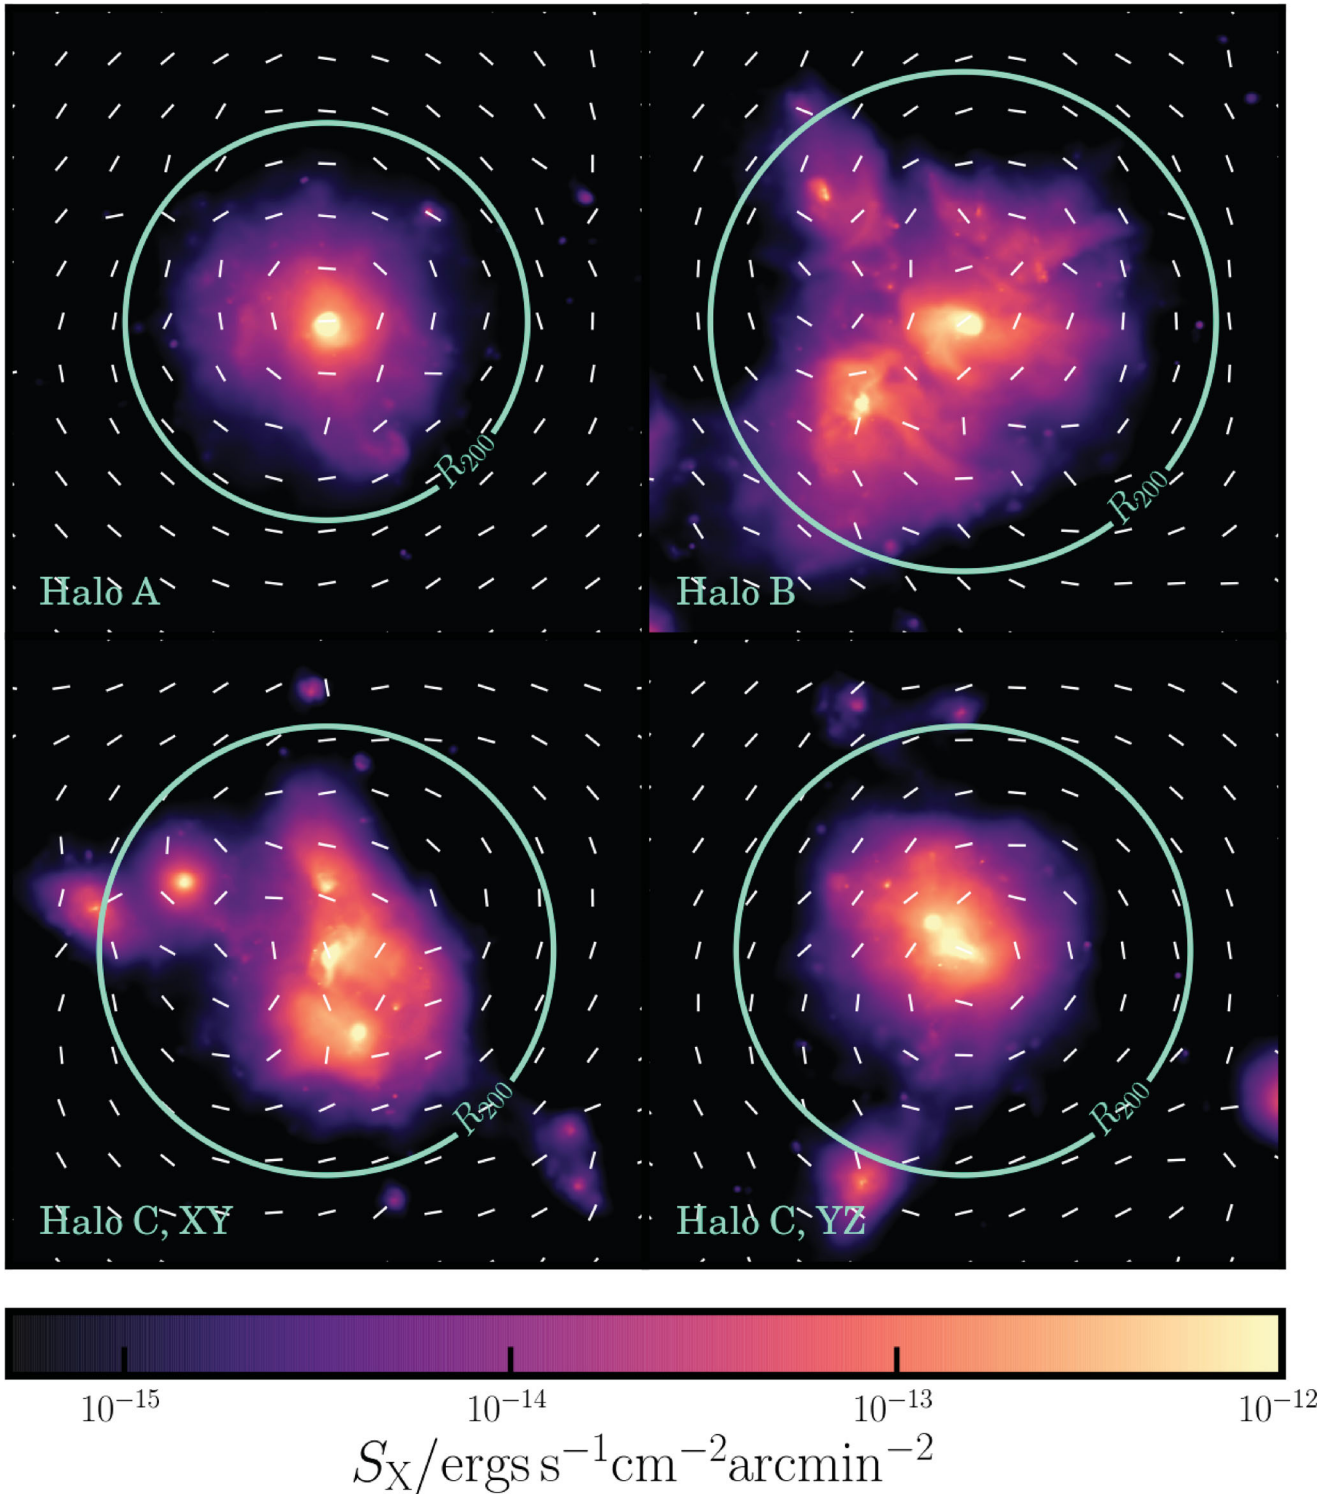 R₂₀₀
R₂₀₀
Halo A
Halo B
R₂₀₀
R₂₀₀
Halo C, XY
Halo C, YZ
10⁻¹⁵
10⁻¹⁴
10⁻¹³
10⁻¹²
S_X/ergs s⁻¹cm⁻²arcmin⁻²